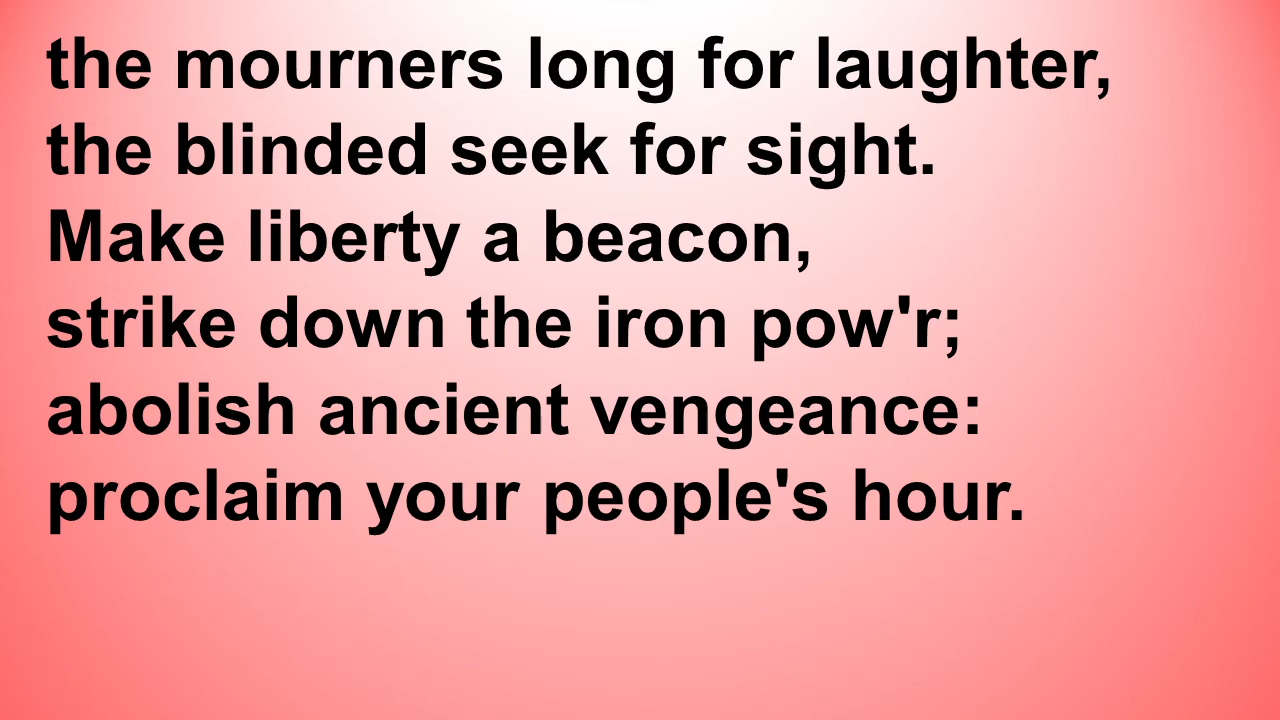 the mourners long for laughter,
the blinded seek for sight.
Make liberty a beacon,
strike down the iron pow'r;
abolish ancient vengeance:
proclaim your people's hour.